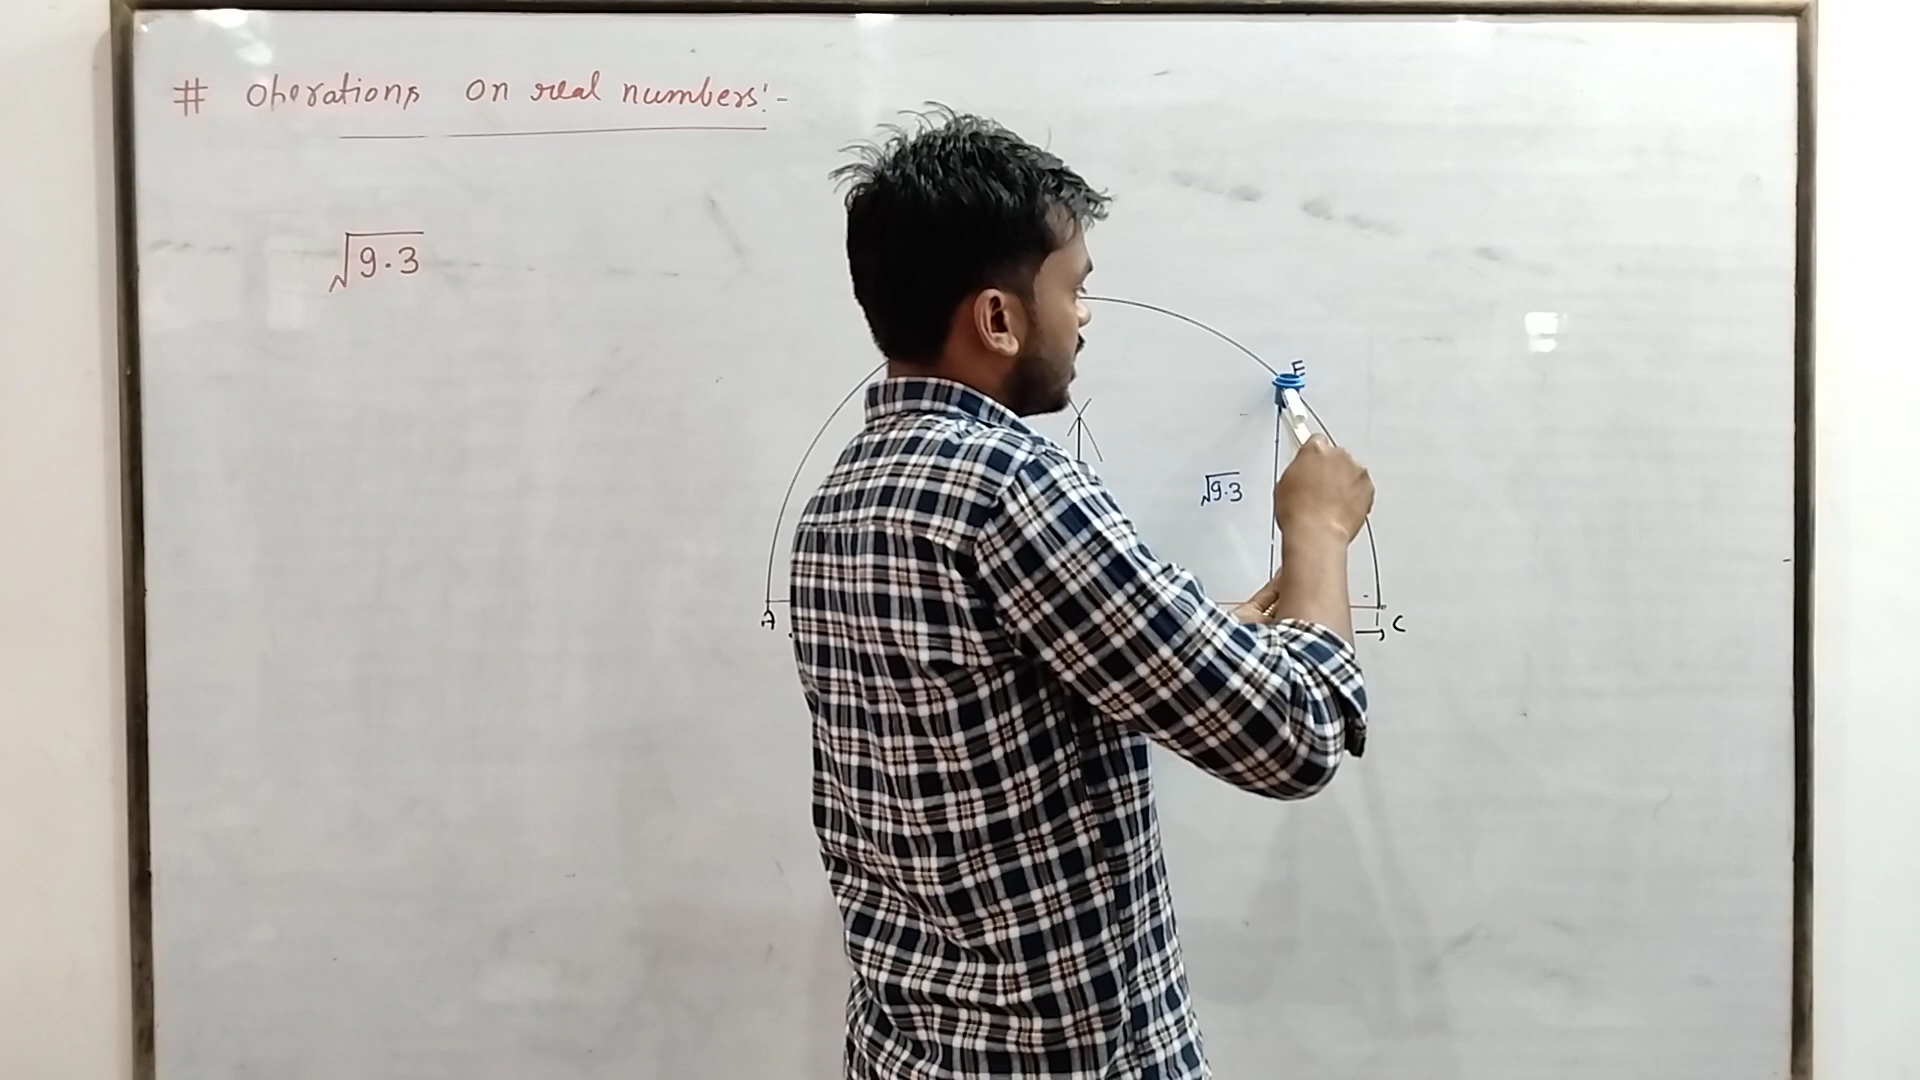 # Operations on real numbers:-
√9.3
E
√9.3
A
C